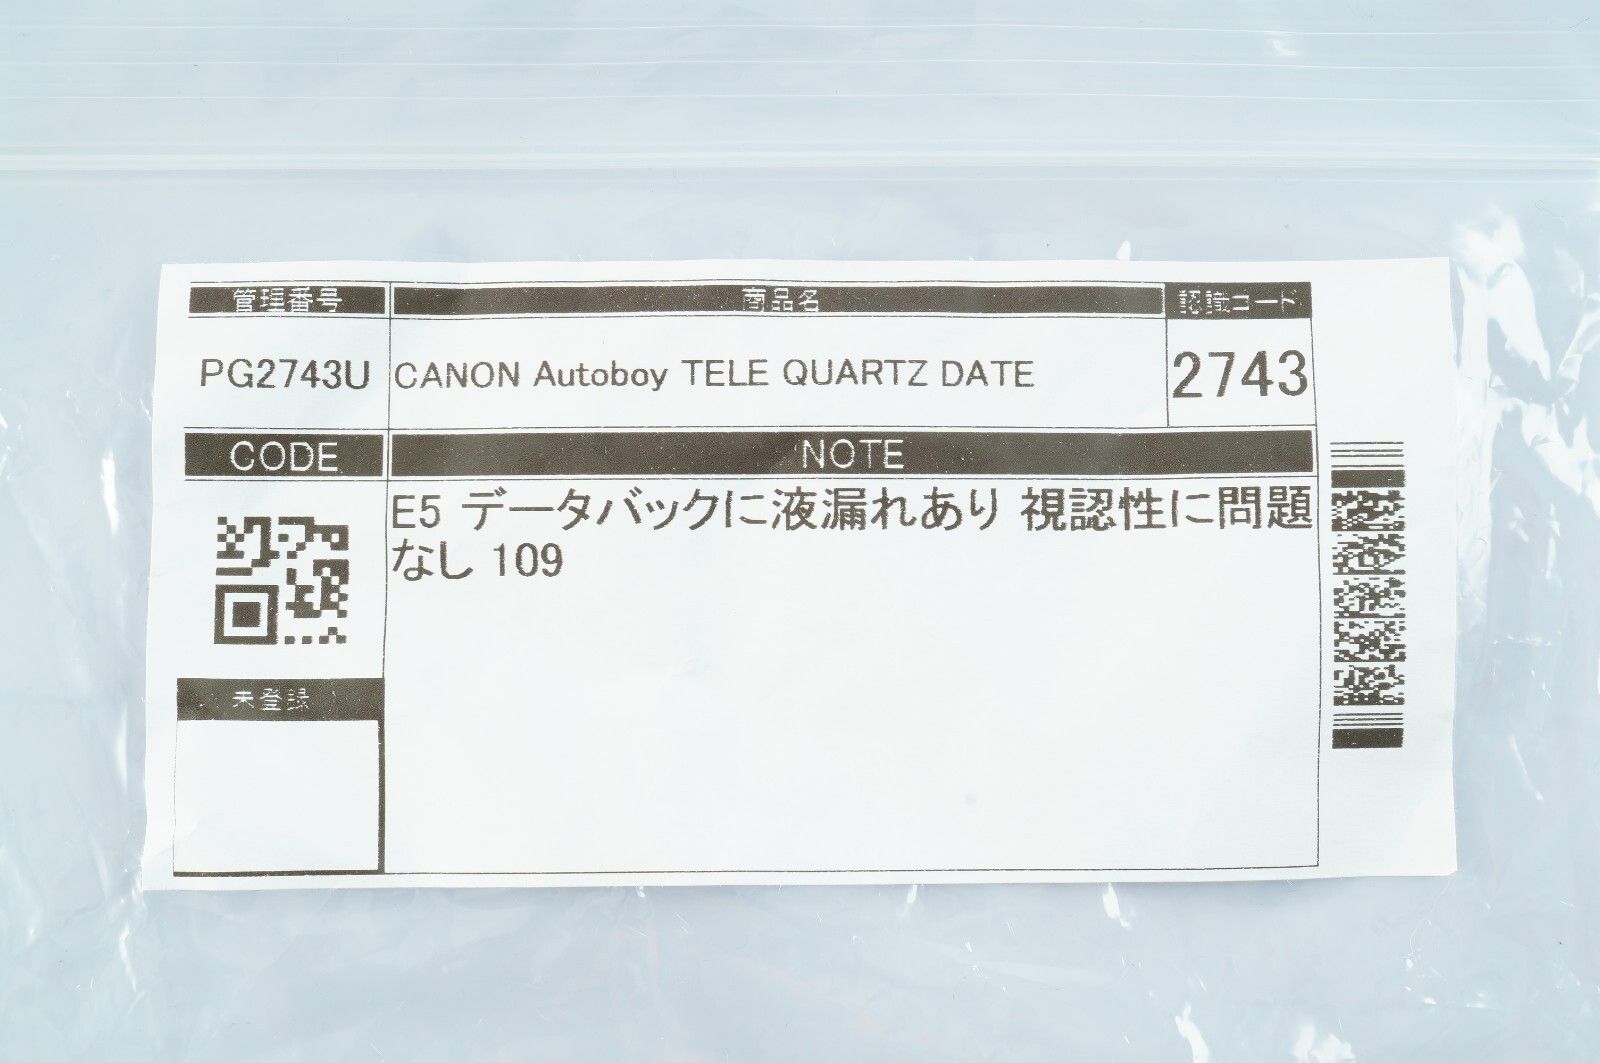 管理番号 商品名 認識コード
PG2743U CANON Autoboy TELE QUARTZ DATE 2743
CODE NOTE
E5 データバックに液漏れあり 視認性に問題
なし 109
未登録